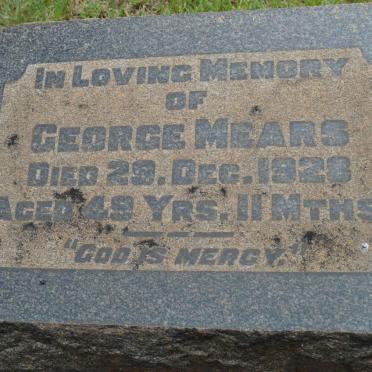 In Loving Memory
OF
George Mears
Died 29. Dec. 1928
Aged 49 Yrs. 11 Mths.
"God is mercy."